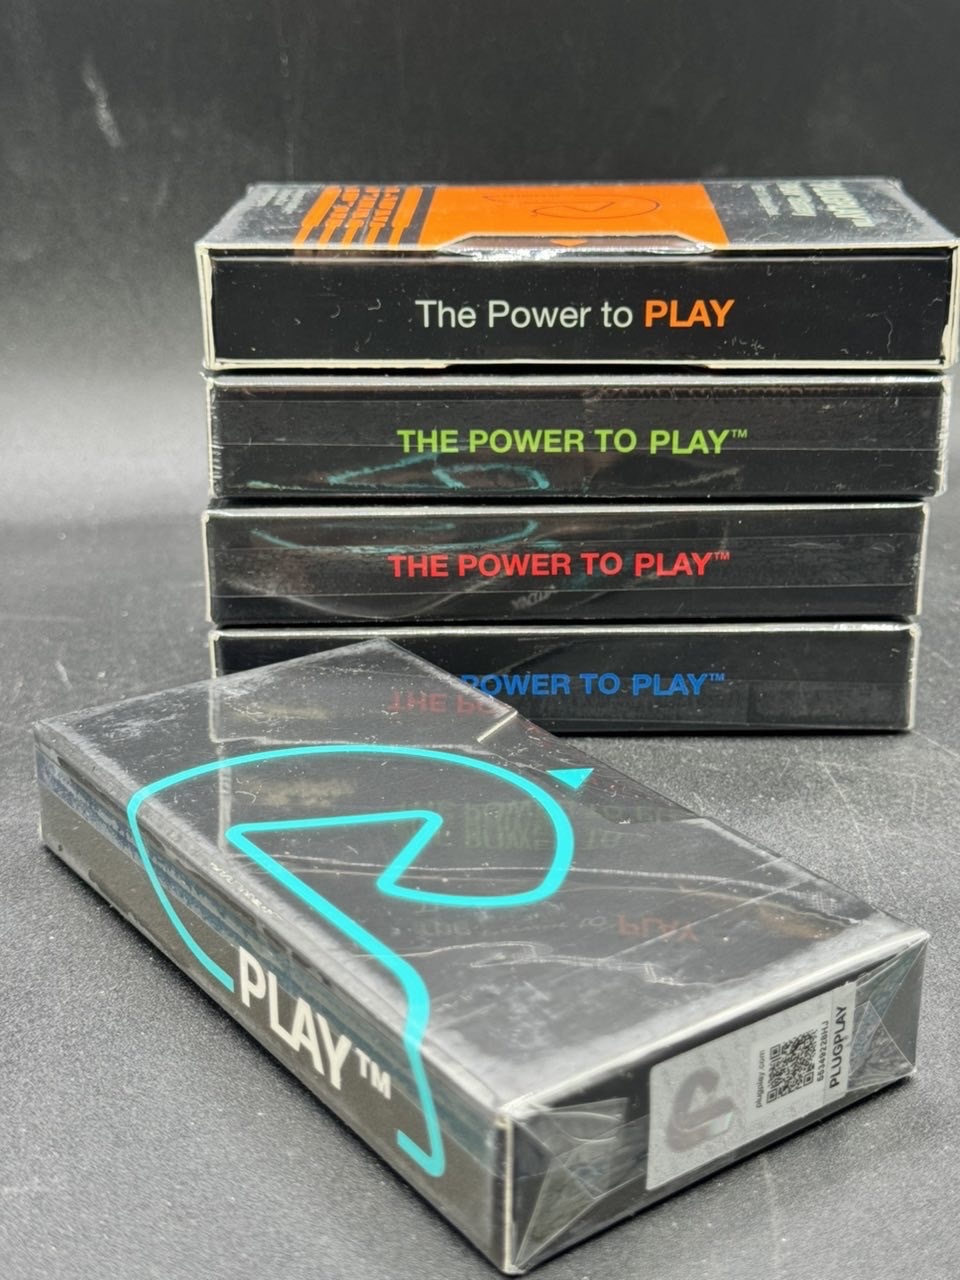 The Power to PLAY
THE POWER TO PLAY™
THE POWER TO PLAY™
POWER TO PLAY™
PLAY™
plugplay.com
PLUGPLAY